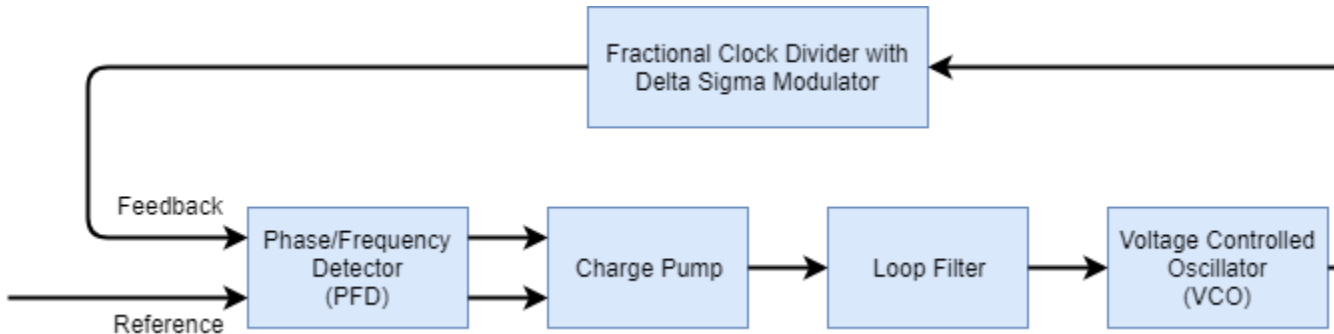 Fractional Clock Divider with
Delta Sigma Modulator
Feedback
Reference
Phase/Frequency
Detector
(PFD)
Charge Pump
Loop Filter
Voltage Controlled
Oscillator
(VCO)